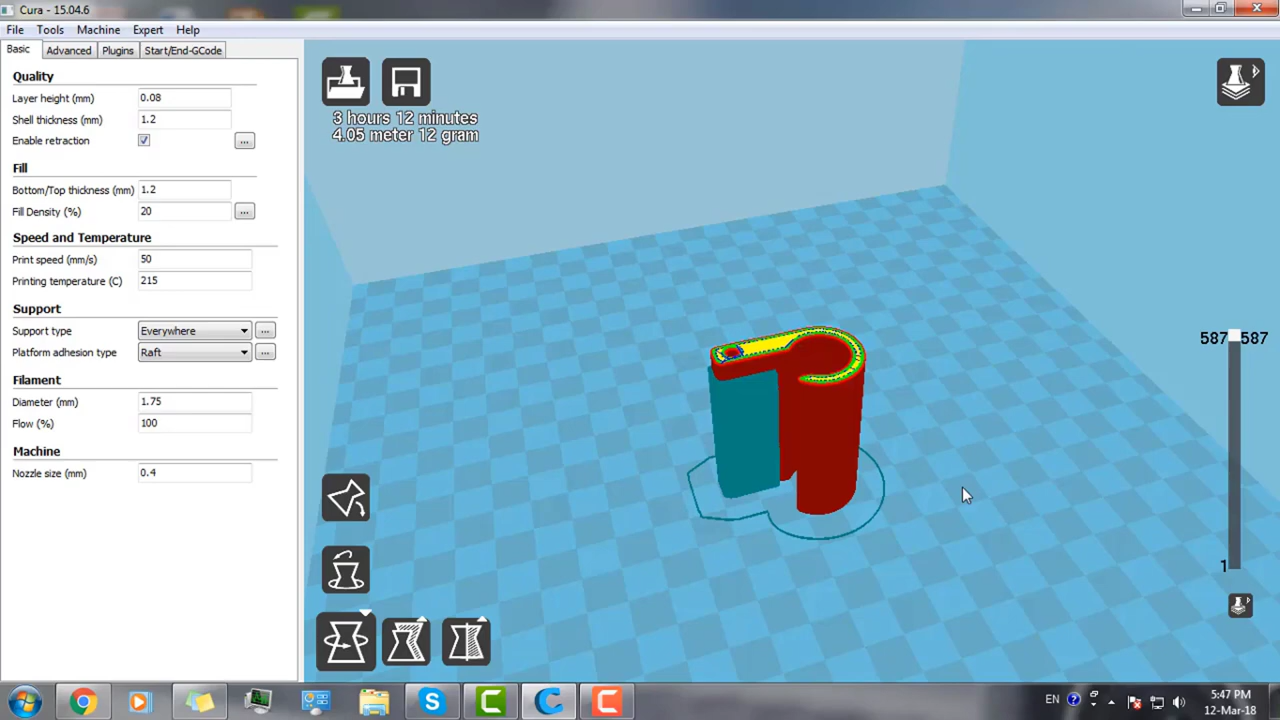 Cura - 15.04.6
File Tools Machine Expert Help
Basic Advanced Plugins Start/End-GCode
Quality
Layer height (mm) 0.08
Shell thickness (mm) 1.2
Enable retraction ...
Fill
Bottom/Top thickness (mm) 1.2
Fill Density (%) 20 ...
Speed and Temperature
Print speed (mm/s) 50
Printing temperature (C) 215
Support
Support type Everywhere ...
Platform adhesion type Raft ...
Filament
Diameter (mm) 1.75
Flow (%) 100
Machine
Nozzle size (mm) 0.4
3 hours 12 minutes
4.05 meter 12 gram
587 587
1
EN 5:47 PM
12-Mar-18